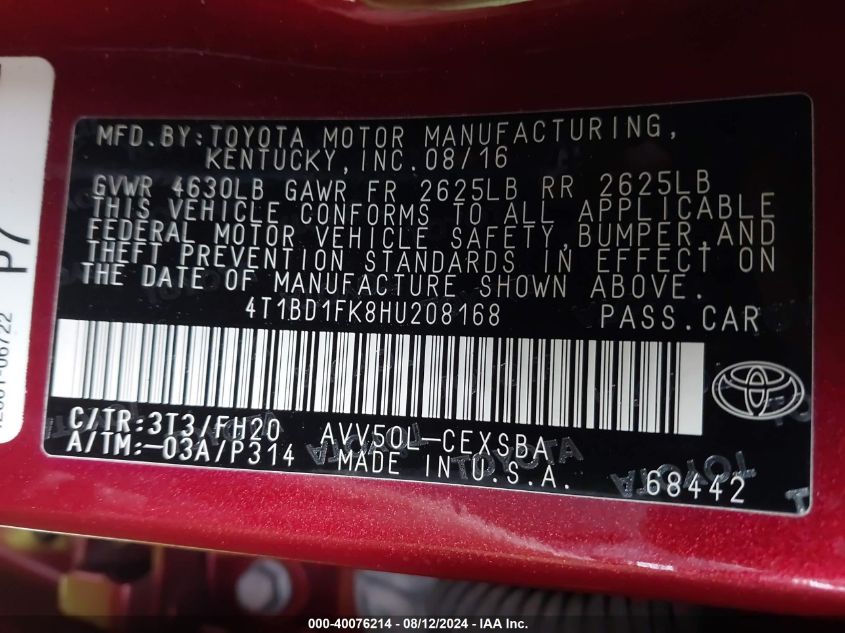 MFD.BY:TOYOTA MOTOR MANUFACTURING,
KENTUCKY,INC.08/16
GVWR 4630LB GAWR FR 2625LB RR 2625LB
THIS VEHICLE CONFORMS TO ALL APPLICABLE
FEDERAL MOTOR VEHICLE SAFETY,BUMPER,AND
THEFT PREVENTION STANDARDS IN EFFECT ON
THE DATE OF MANUFACTURE SHOWN ABOVE.
4T1BD1FK8HU208168 PASS.CAR
C/TR:3T3/FH20 AVV50L-CEXSBA
A/TM:-03A/P314 MADE IN U.S.A.
68442
P7
000-40076214 - 08/12/2024 - IAA Inc.